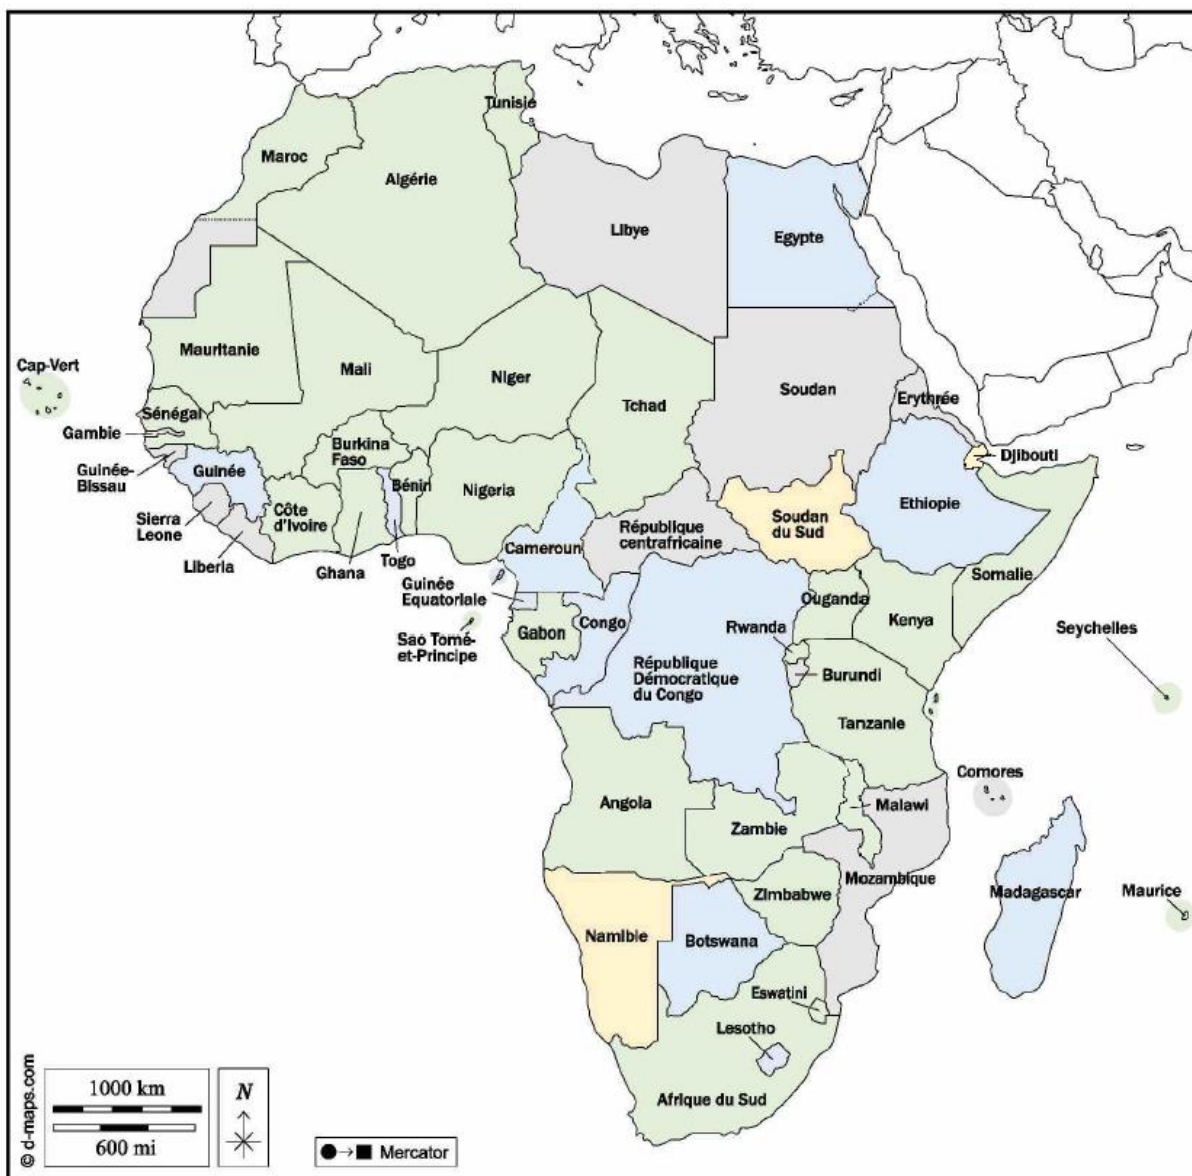 Tunisie
Maroc
Algérie
Libye
Egypte
Mauritanie
Cap-Vert
Mali
Niger
Tchad
Soudan
Erythrée
Sénégal
Gambie
Burkina
Faso
Djibouti
Guinée-
Bissau
Guinée
Bénin
Nigeria
Ethiopie
Côte
d'Ivoire
Sierra
Leone
République
centrafricaine
Soudan
du Sud
Cameroun
Liberia
Ghana
Togo
Somalie
Guinée
Equatoriale
Ouganda
Congo
Kenya
Gabon
Rwanda
Seychelles
Sao Tomé-
et-Principe
République
Démocratique
du Congo
Burundi
Tanzanie
Comores
Angola
Malawi
Zambie
Mozambique
Zimbabwe
Madagascar
Maurice
Namibie
Botswana
Eswatini
Lesotho
Afrique du Sud
© d-maps.com
1000 km
600 mi
N
Mercator